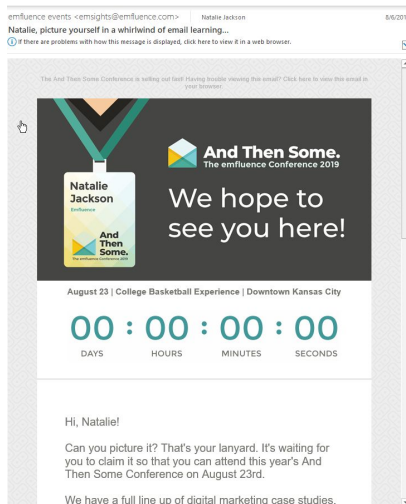 emfluence events <emsights@emfluence.com>
Natalie Jackson
8/6/201
Natalie, picture yourself in a whirlwind of email learning...
If there are problems with how this message is displayed, click here to view it in a web browser.
The And Then Some Conference is selling out fast! Having trouble viewing this email? Click here to view this email in
your browser.
Natalie
Jackson
Emfluence
And
Then
Some.
The emfluence Conference 2019
And Then Some.
The emfluence Conference 2019
We hope to
see you here!
August 23 | College Basketball Experience | Downtown Kansas City
00 : 00 : 00 : 00
DAYS HOURS MINUTES SECONDS
Hi, Natalie!
Can you picture it? That's your lanyard. It's waiting for
you to claim it so that you can attend this year's And
Then Some Conference on August 23rd.
We have a full line up of digital marketing case studies,